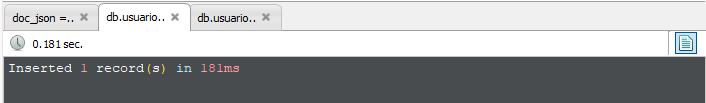 doc_json =.. db.usuario.. db.usuario..
0.181 sec.
Inserted 1 record(s) in 181ms